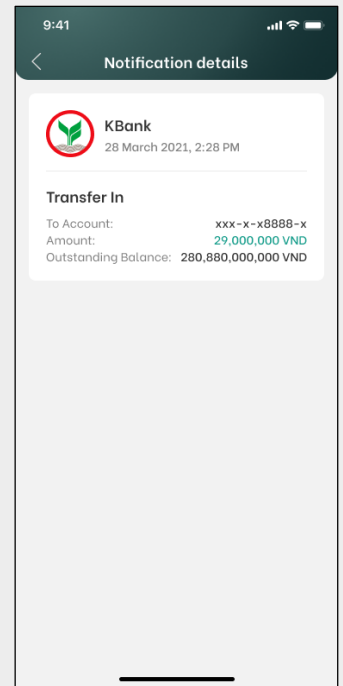 9:41
Notification details
KBank
28 March 2021, 2:28 PM
Transfer In
To Account: xxx-x-x8888-x
Amount: 29,000,000 VND
Outstanding Balance: 280,880,000,000 VND